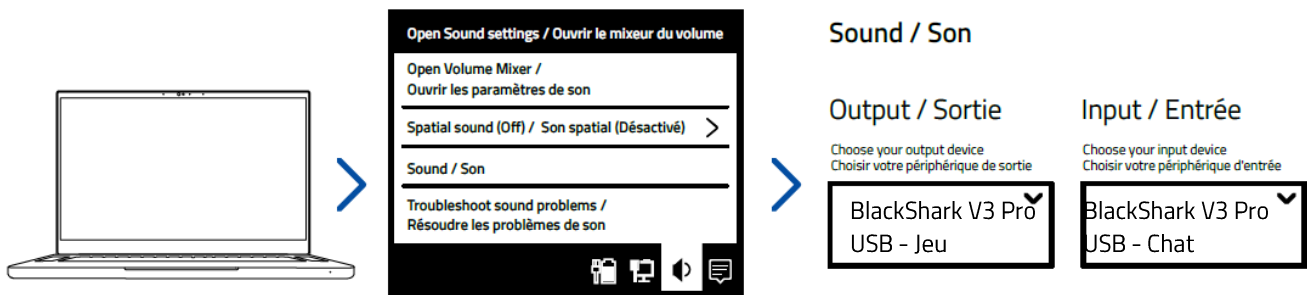 Open Sound settings / Ouvrir le mixeur du volume
Open Volume Mixer /
Ouvrir les paramètres de son
Spatial sound (Off) / Son spatial (Désactivé)
Sound / Son
Troubleshoot sound problems /
Résoudre les problèmes de son
Sound / Son
Output / Sortie
Choose your output device
Choisir votre périphérique de sortie
BlackShark V3 Pro
USB - Jeu
Input / Entrée
Choose your input device
Choisir votre périphérique d'entrée
BlackShark V3 Pro
USB - Chat